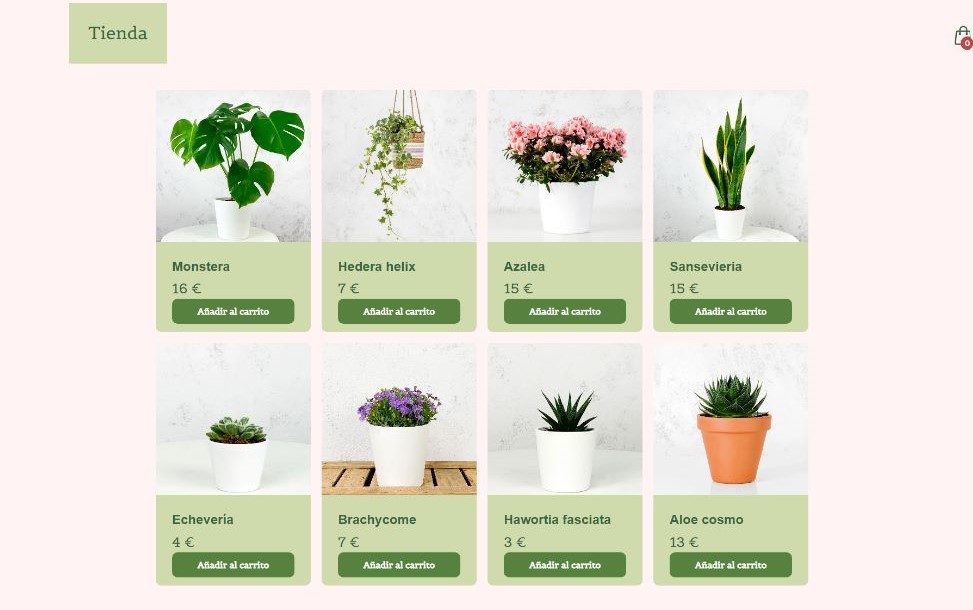 Tienda
0
Monstera
16 €
Añadir al carrito
Hedera helix
7 €
Añadir al carrito
Azalea
15 €
Añadir al carrito
Sansevieria
15 €
Añadir al carrito
Echevería
4 €
Añadir al carrito
Brachycome
7 €
Añadir al carrito
Hawortia fasciata
3 €
Añadir al carrito
Aloe cosmo
13 €
Añadir al carrito